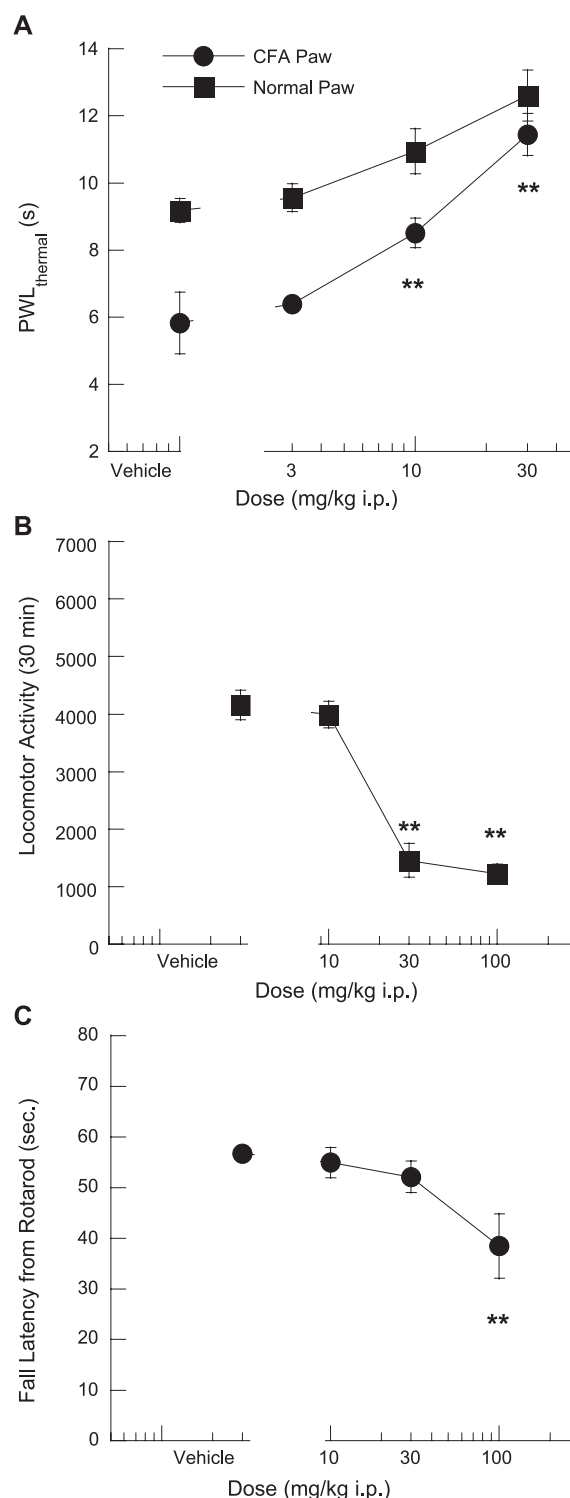 A
14
CFA Paw
Normal Paw
12
10
8
6
4
2
PWL_thermal (s)
**
**
Vehicle 3 10 30
Dose (mg/kg i.p.)
B
7000
6000
5000
4000
3000
2000
1000
0
Locomotor Activity (30 min)
** **
Vehicle 10 30 100
Dose (mg/kg i.p.)
C
80
70
60
50
40
30
20
10
0
Fall Latency from Rotarod (sec.)
**
Vehicle 10 30 100
Dose (mg/kg i.p.)